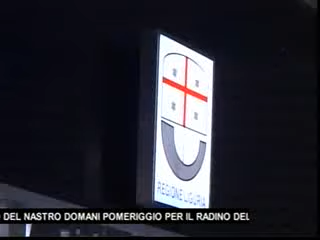 REGIONE LIGURIA
DEL NASTRO DOMANI POMERIGGIO PER IL RADINO DEL